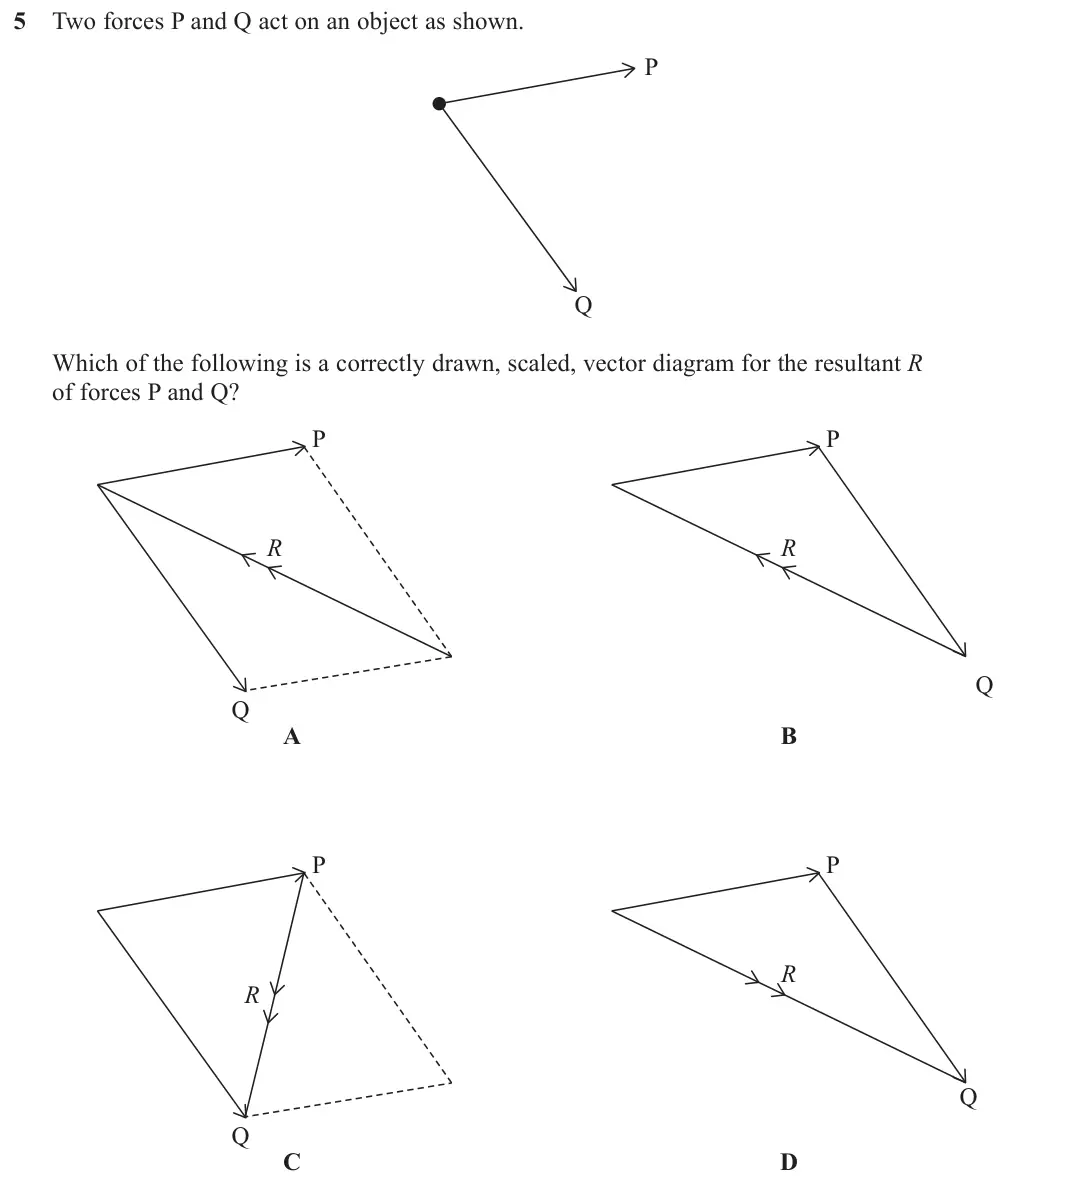 5 Two forces P and Q act on an object as shown.
P
Q
Which of the following is a correctly drawn, scaled, vector diagram for the resultant R
of forces P and Q?
P
R
Q
A
P
R
Q
B
P
R
Q
C
P
R
Q
D